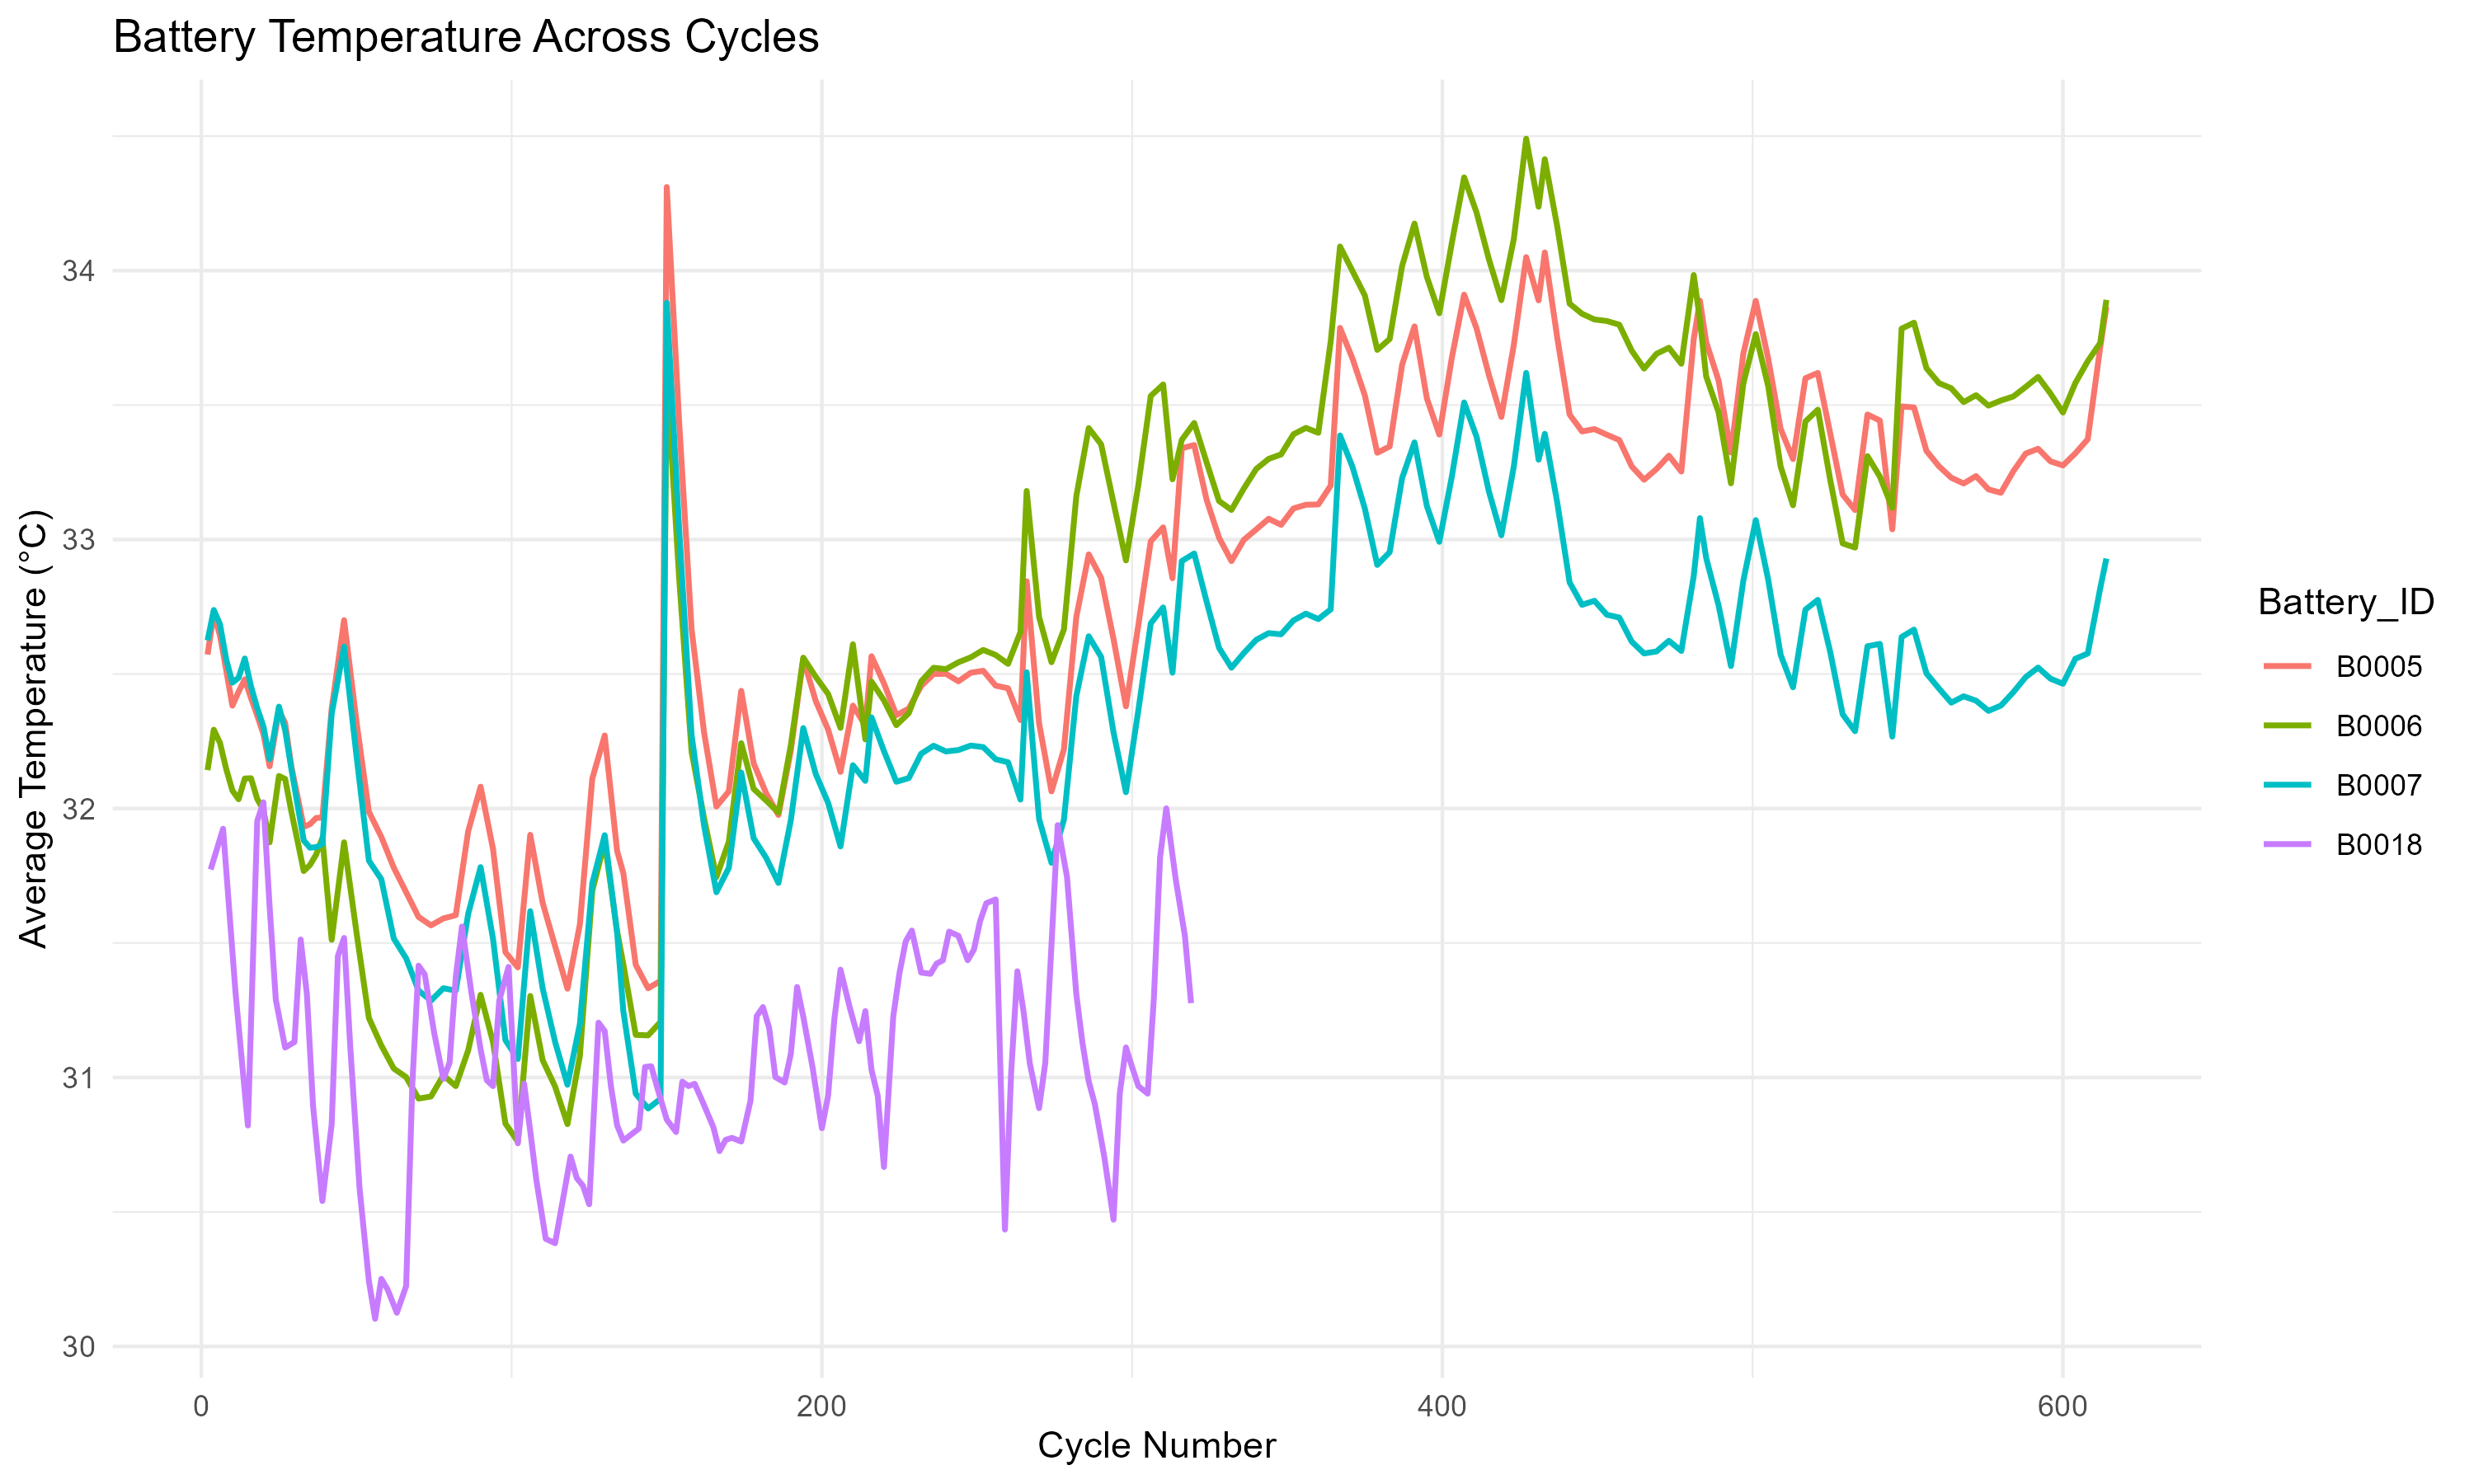 Battery Temperature Across Cycles
Average Temperature (°C)
34
33
32
31
30
0 200 400 600
Cycle Number
Battery_ID
B0005
B0006
B0007
B0018